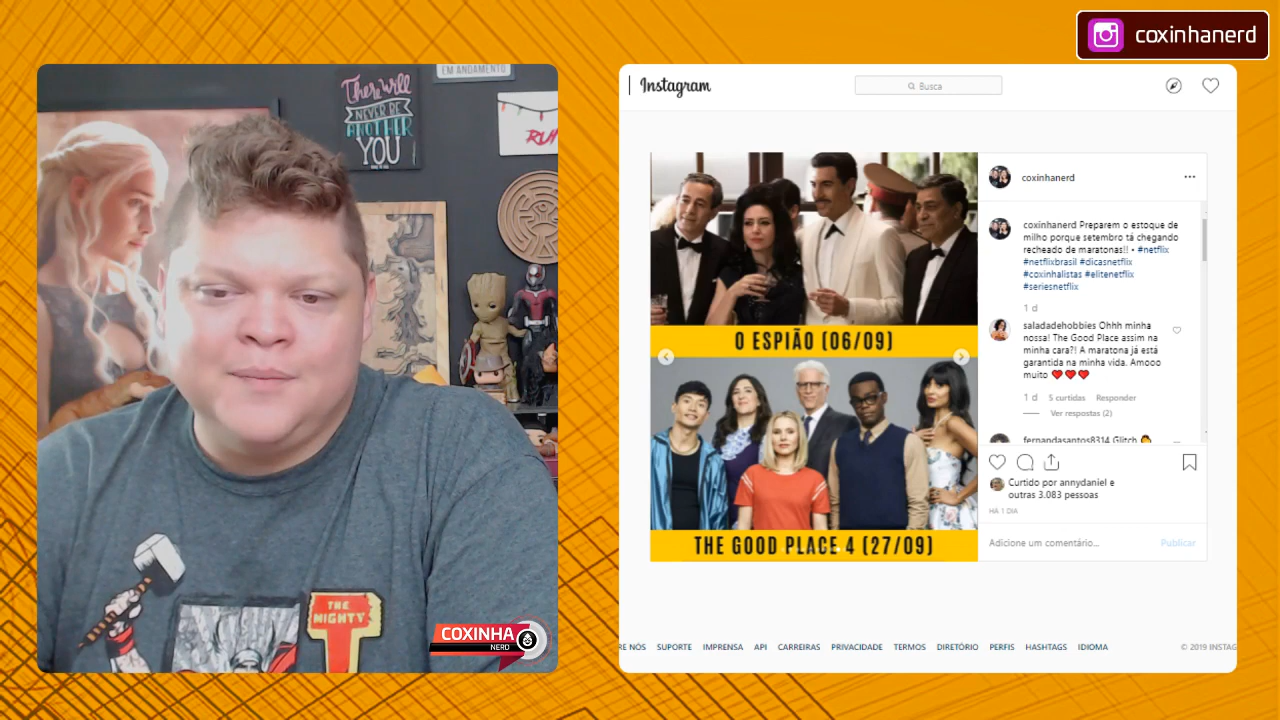 coxinhanerd
There will
NEVER BE
ANOTHER
YOU
EM ANDAMENTO
RUN
THE
MIGHTY
COXINHA
NERD
Instagram
Busca
O ESPIÃO (06/09)
THE GOOD PLACE 4 (27/09)
coxinhanerd
coxinhanerd Preparem o estoque de
milho porque setembro tá chegando
recheado de maratonas!! • #netflix
#netflixbrasil #dicasnetflix
#coxinhalistas #elitenetflix
#seriesnetflix
1 d
saladadehobbies Ohhh minha
nossa! The Good Place assim na
minha cara?! A maratona já está
garantida na minha vida. Amooo
muito ❤️❤️❤️
1 d 5 curtidas Responder
Ver respostas (2)
fernandasantos8314 Glitch
Curtido por annydaniel e
outras 3.083 pessoas
HÁ 1 DIA
Adicione um comentário... Publicar
RE NÓS SUPORTE IMPRENSA API CARREIRAS PRIVACIDADE TERMOS DIRETÓRIO PERFIS HASHTAGS IDIOMA © 2019 INSTAG